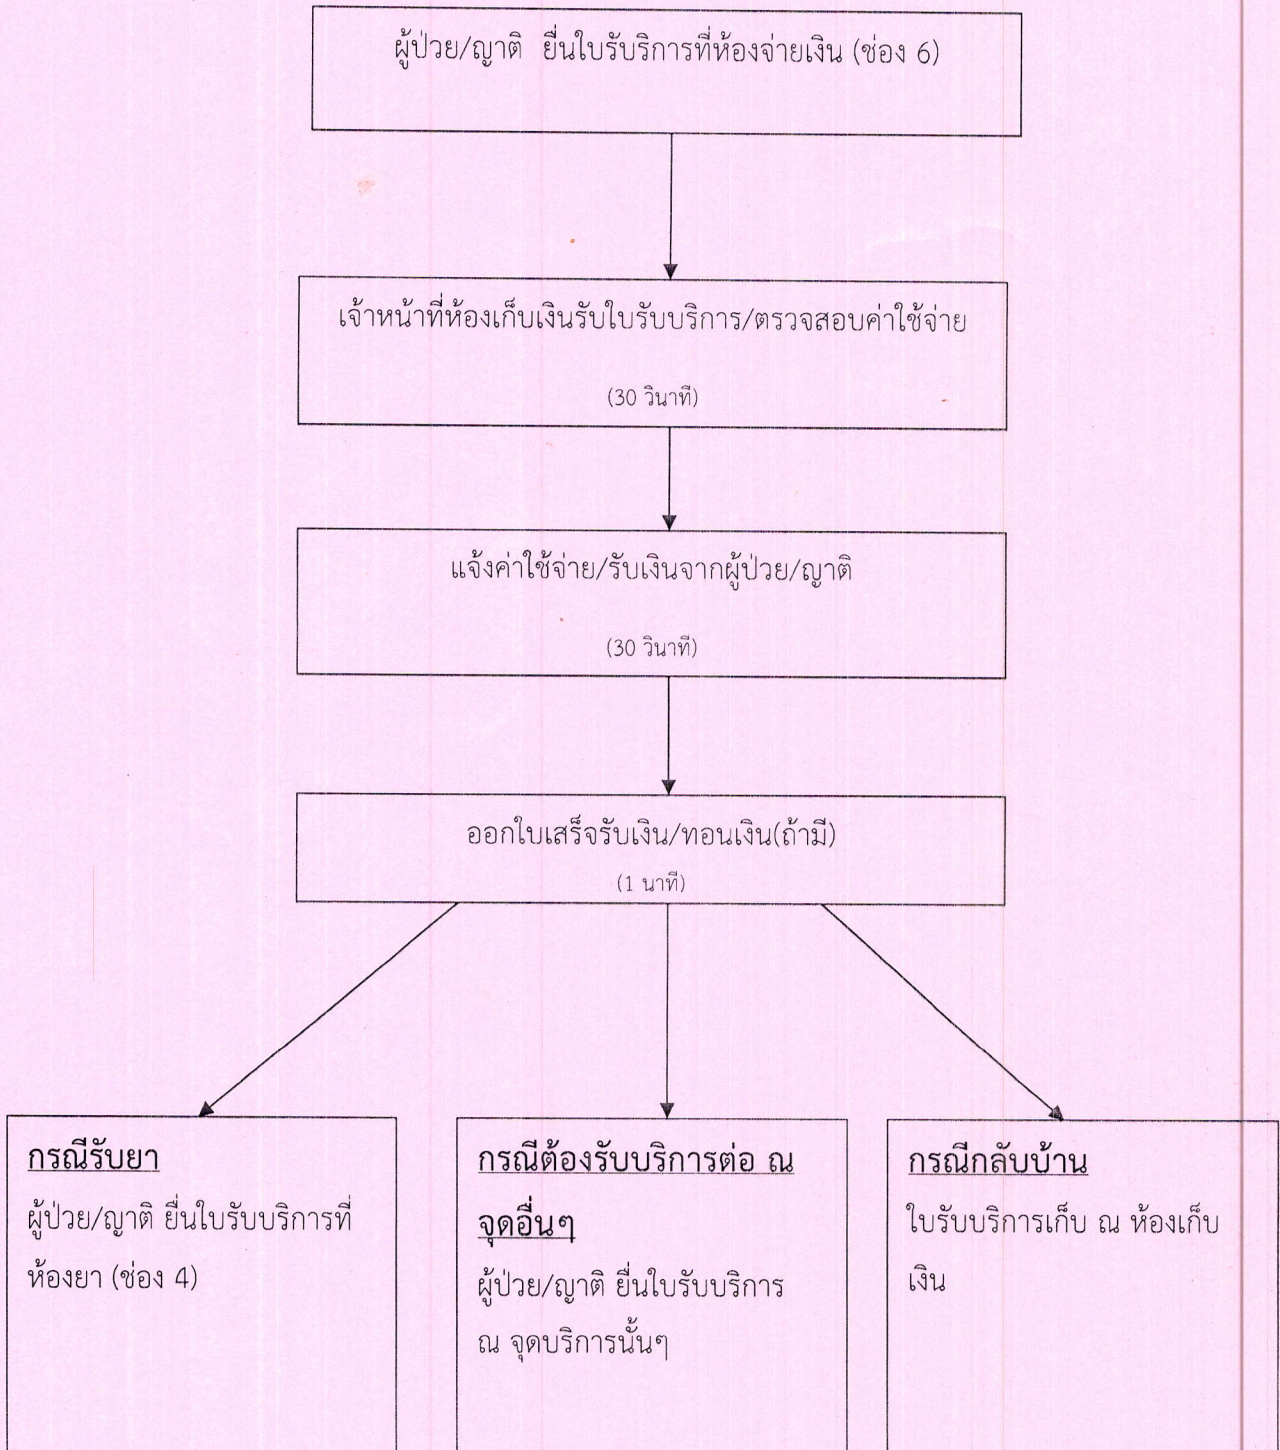 ผู้ป่วย/ญาติ ยื่นใบรับริการที่ห้องจ่ายเงิน (ช่อง 6)
เจ้าหน้าที่ห้องเก็บเงินรับใบรับบริการ/ตรวจสอบค่าใช้จ่าย
(30 วินาที)
แจ้งค่าใช้จ่าย/รับเงินจากผู้ป่วย/ญาติ
(30 วินาที)
ออกใบเสร็จรับเงิน/ทอนเงิน(ถ้ามี)
(1 นาที)
กรณีรับยา
ผู้ป่วย/ญาติ ยื่นใบรับบริการที่
ห้องยา (ช่อง 4)
กรณีต้องรับบริการต่อ ณ
จุดอื่นๆ
ผู้ป่วย/ญาติ ยื่นใบรับบริการ
ณ จุดบริการนั้นๆ
กรณีกลับบ้าน
ใบรับบริการเก็บ ณ ห้องเก็บ
เงิน